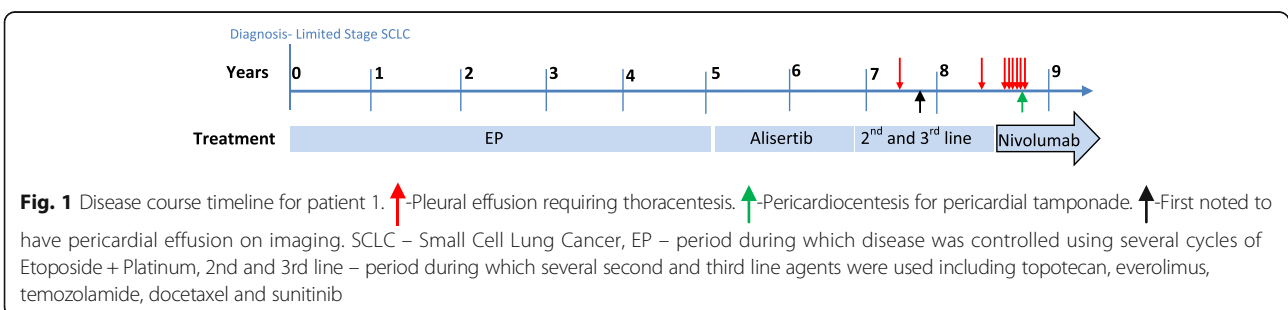 Diagnosis- Limited Stage SCLC
Years 0 1 2 3 4 5 6 7 8 9
Treatment EP Alisertib 2nd and 3rd line Nivolumab
Fig. 1 Disease course timeline for patient 1. -Pleural effusion requiring thoracentesis. -Pericardiocentesis for pericardial tamponade. -First noted to
have pericardial effusion on imaging. SCLC – Small Cell Lung Cancer, EP – period during which disease was controlled using several cycles of
Etoposide + Platinum, 2nd and 3rd line – period during which several second and third line agents were used including topotecan, everolimus,
temozolamide, docetaxel and sunitinib